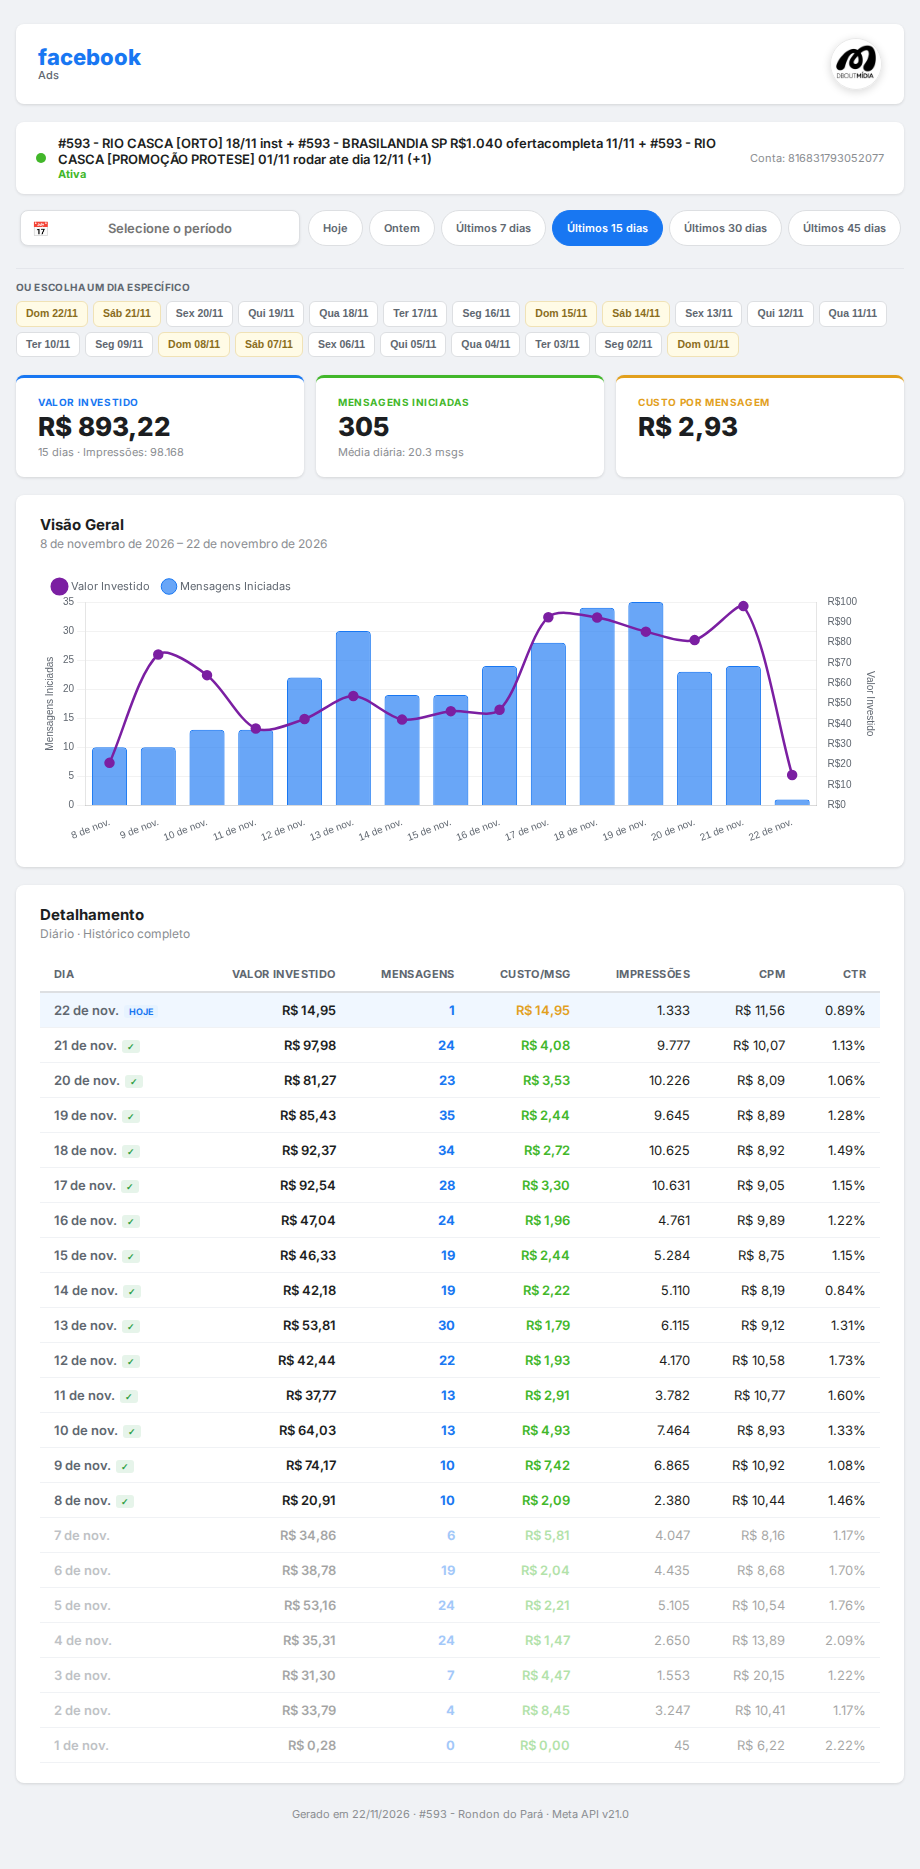 facebook
Ads
DBOUTMÍDIA
#593 - RIO CASCA [ORTO] 18/11 inst + #593 - BRASILANDIA SP R$1.040 ofertacompleta 11/11 + #593 - RIO
CASCA [PROMOÇÃO PROTESE] 01/11 rodar ate dia 12/11 (+1)
Ativa
Conta: 816831793052077
Selecione o período
Hoje
Ontem
Últimos 7 dias
Últimos 15 dias
Últimos 30 dias
Últimos 45 dias
OU ESCOLHA UM DIA ESPECÍFICO
Dom 22/11 Sáb 21/11 Sex 20/11 Qui 19/11 Qua 18/11 Ter 17/11 Seg 16/11 Dom 15/11 Sáb 14/11 Sex 13/11 Qui 12/11 Qua 11/11
Ter 10/11 Seg 09/11 Dom 08/11 Sáb 07/11 Sex 06/11 Qui 05/11 Qua 04/11 Ter 03/11 Seg 02/11 Dom 01/11
VALOR INVESTIDO
R$ 893,22
15 dias · Impressões: 98.168
MENSAGENS INICIADAS
305
Média diária: 20.3 msgs
CUSTO POR MENSAGEM
R$ 2,93
Visão Geral
8 de novembro de 2026 – 22 de novembro de 2026
Valor Investido Mensagens Iniciadas
Mensagens Iniciadas
35
30
25
20
15
10
5
0
R$100
R$90
R$80
R$70
R$60
R$50
R$40
R$30
R$20
R$10
R$0
Valor Investido
8 de nov. 9 de nov. 10 de nov. 11 de nov. 12 de nov. 13 de nov. 14 de nov. 15 de nov. 16 de nov. 17 de nov. 18 de nov. 19 de nov. 20 de nov. 21 de nov. 22 de nov.
Detalhamento
Diário · Histórico completo
DIA VALOR INVESTIDO MENSAGENS CUSTO/MSG IMPRESSÕES CPM CTR
22 de nov. HOJE R$ 14,95 1 R$ 14,95 1.333 R$ 11,56 0.89%
21 de nov. ✓ R$ 97,98 24 R$ 4,08 9.777 R$ 10,07 1.13%
20 de nov. ✓ R$ 81,27 23 R$ 3,53 10.226 R$ 8,09 1.06%
19 de nov. ✓ R$ 85,43 35 R$ 2,44 9.645 R$ 8,89 1.28%
18 de nov. ✓ R$ 92,37 34 R$ 2,72 10.625 R$ 8,92 1.49%
17 de nov. ✓ R$ 92,54 28 R$ 3,30 10.631 R$ 9,05 1.15%
16 de nov. ✓ R$ 47,04 24 R$ 1,96 4.761 R$ 9,89 1.22%
15 de nov. ✓ R$ 46,33 19 R$ 2,44 5.284 R$ 8,75 1.15%
14 de nov. ✓ R$ 42,18 19 R$ 2,22 5.110 R$ 8,19 0.84%
13 de nov. ✓ R$ 53,81 30 R$ 1,79 6.115 R$ 9,12 1.31%
12 de nov. ✓ R$ 42,44 22 R$ 1,93 4.170 R$ 10,58 1.73%
11 de nov. ✓ R$ 37,77 13 R$ 2,91 3.782 R$ 10,77 1.60%
10 de nov. ✓ R$ 64,03 13 R$ 4,93 7.464 R$ 8,93 1.33%
9 de nov. ✓ R$ 74,17 10 R$ 7,42 6.865 R$ 10,92 1.08%
8 de nov. ✓ R$ 20,91 10 R$ 2,09 2.380 R$ 10,44 1.46%
7 de nov. R$ 34,86 6 R$ 5,81 4.047 R$ 8,16 1.17%
6 de nov. R$ 38,78 19 R$ 2,04 4.435 R$ 8,68 1.70%
5 de nov. R$ 53,16 24 R$ 2,21 5.105 R$ 10,54 1.76%
4 de nov. R$ 35,31 24 R$ 1,47 2.650 R$ 13,89 2.09%
3 de nov. R$ 31,30 7 R$ 4,47 1.553 R$ 20,15 1.22%
2 de nov. R$ 33,79 4 R$ 8,45 3.247 R$ 10,41 1.17%
1 de nov. R$ 0,28 0 R$ 0,00 45 R$ 6,22 2.22%
Gerado em 22/11/2026 · #593 - Rondon do Pará · Meta API v21.0